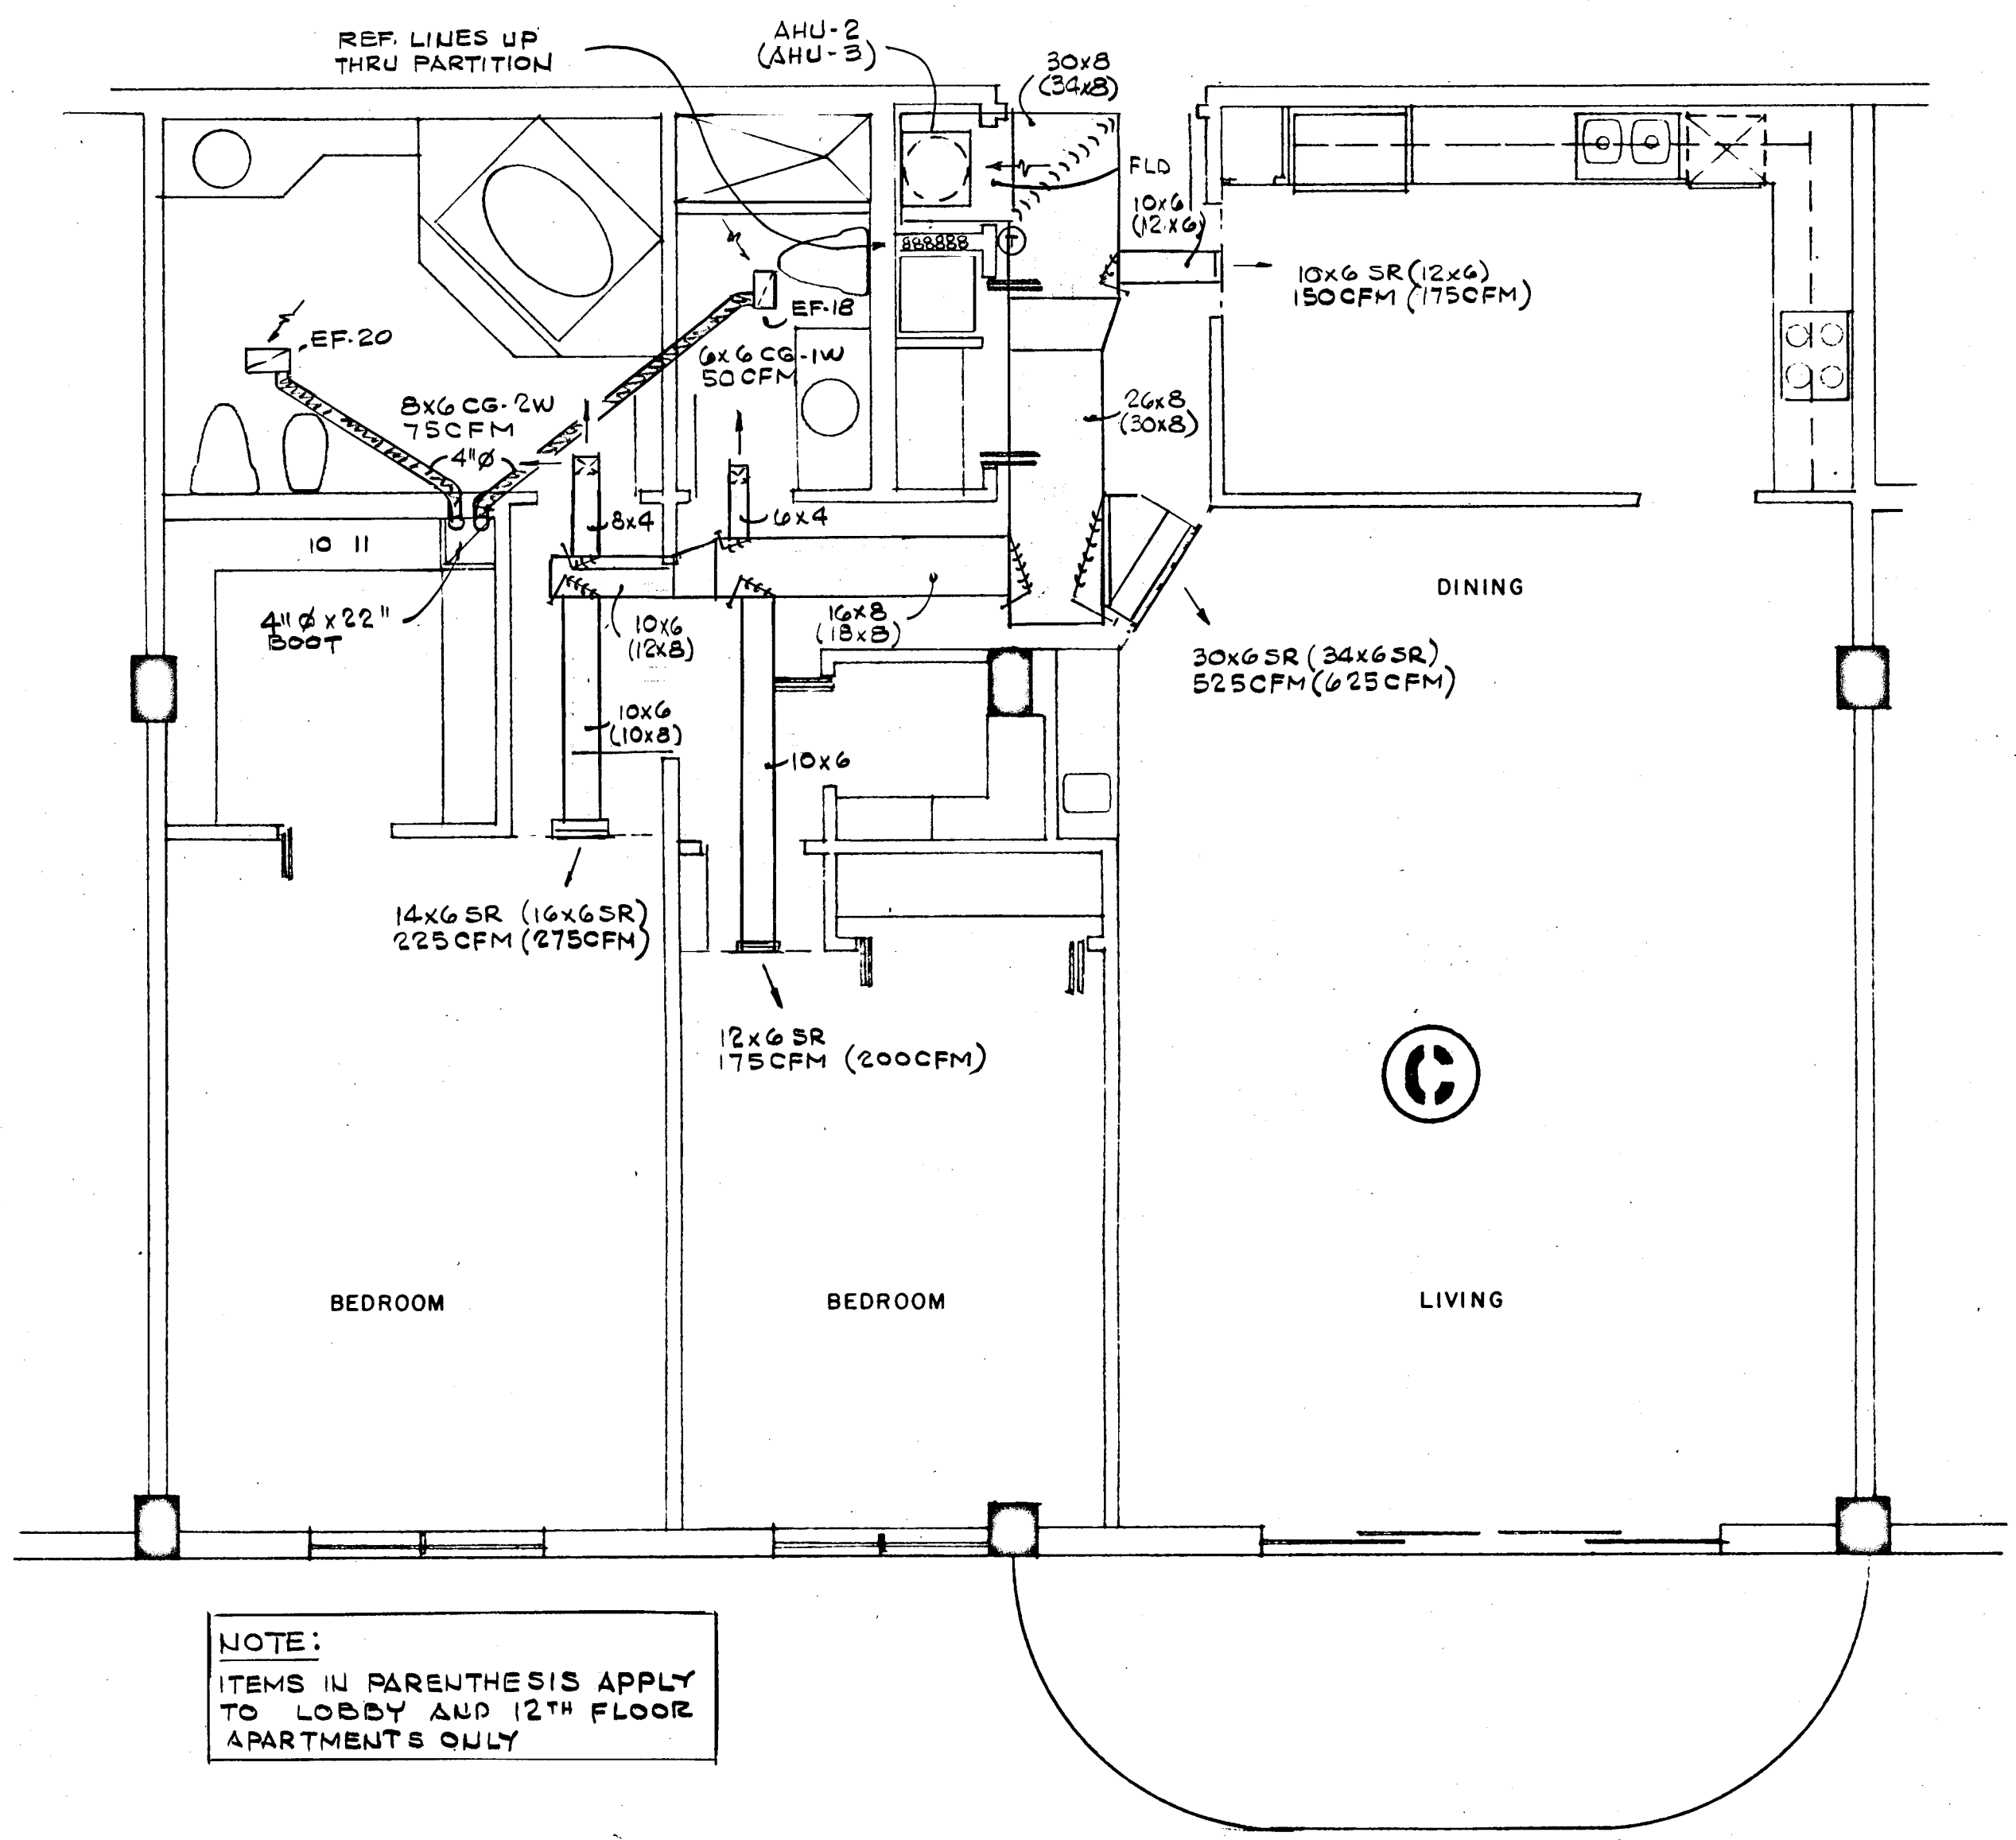 REF. LINES UP
THRU PARTITION
AHU-2
(AHU-3)
30x8
(34x8)
FLD
10x6
(12x6)
T
10x6 SR (12x6)
150CFM (175CFM)
EF-18
EF-20
6x6 CG-1W
50CFM
8x6 CG-2W
75CFM
4"Ø
26x8
(30x8)
8x4
6x4
10 11
DINING
4"Ø x 22"
BOOT
10x6
(12x8)
16x8
(18x8)
30x6 SR (34x6 SR)
525CFM (625CFM)
10x6
(10x8)
10x6
14x6 SR (16x6 SR)
225CFM (275CFM)
12x6 SR
175CFM (200CFM)
C
BEDROOM
BEDROOM
LIVING
NOTE:
ITEMS IN PARENTHESIS APPLY
TO LOBBY AND 12TH FLOOR
APARTMENTS ONLY